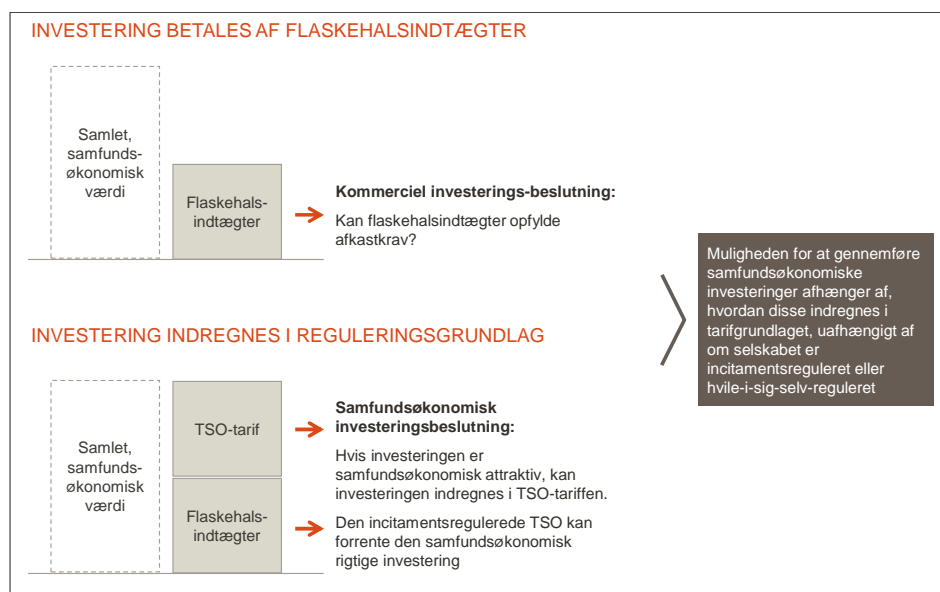 INVESTERING BETALES AF FLASKEHALSINDTÆGTER
Samlet,
samfunds-
økonomisk
værdi
Flaskehals-
indtægter
Kommerciel investerings-beslutning:
Kan flaskehalsindtægter opfylde
afkastkrav?
INVESTERING INDREGNES I REGULERINGSGRUNDLAG
Samlet,
samfunds-
økonomisk
værdi
TSO-tarif
Flaskehals-
indtægter
Samfundsøkonomisk
investeringsbeslutning:
Hvis investeringen er
samfundsøkonomisk attraktiv, kan
investeringen indregnes i TSO-tariffen.
Den incitamentsregulerede TSO kan
forrente den samfundsøkonomisk
rigtige investering
Muligheden for at gennemføre
samfundsøkonomiske
investeringer afhænger af,
hvordan disse indregnes i
tarifgrundlaget, uafhængigt af
om selskabet er
incitamentsreguleret eller
hvile-i-sig-selv-reguleret